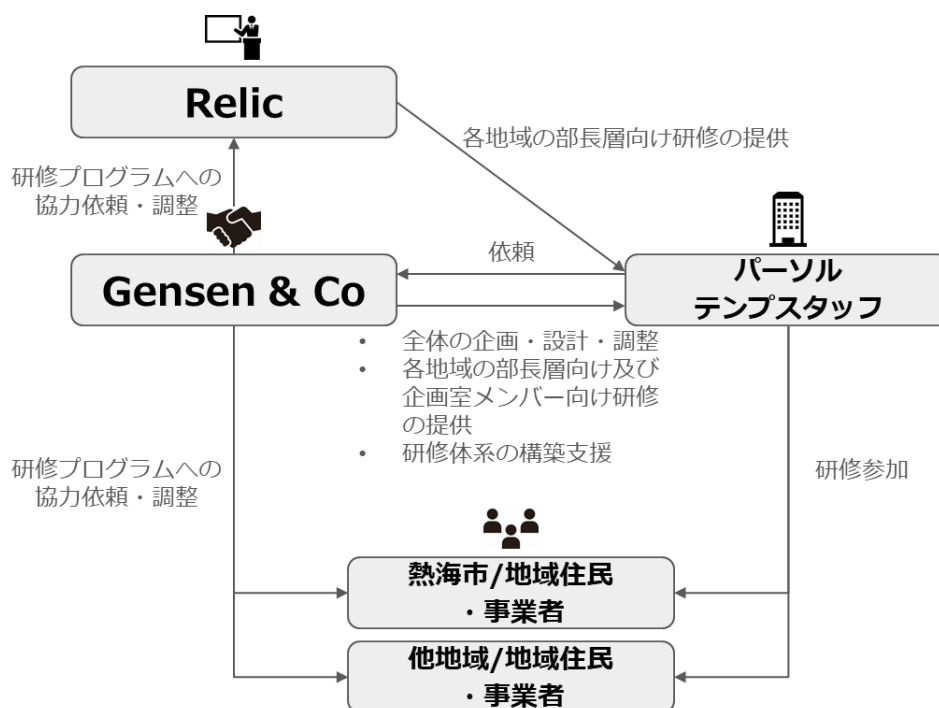 Relic
各地域の部長層向け研修の提供
研修プログラムへの
協力依頼・調整
依頼
Gensen & Co
パーソル
テンプスタッフ
• 全体の企画・設計・調整
• 各地域の部長層向け及び
企画室メンバー向け研修
の提供
• 研修体系の構築支援
研修プログラムへの
協力依頼・調整
研修参加
熱海市/地域住民
・事業者
他地域/地域住民
・事業者